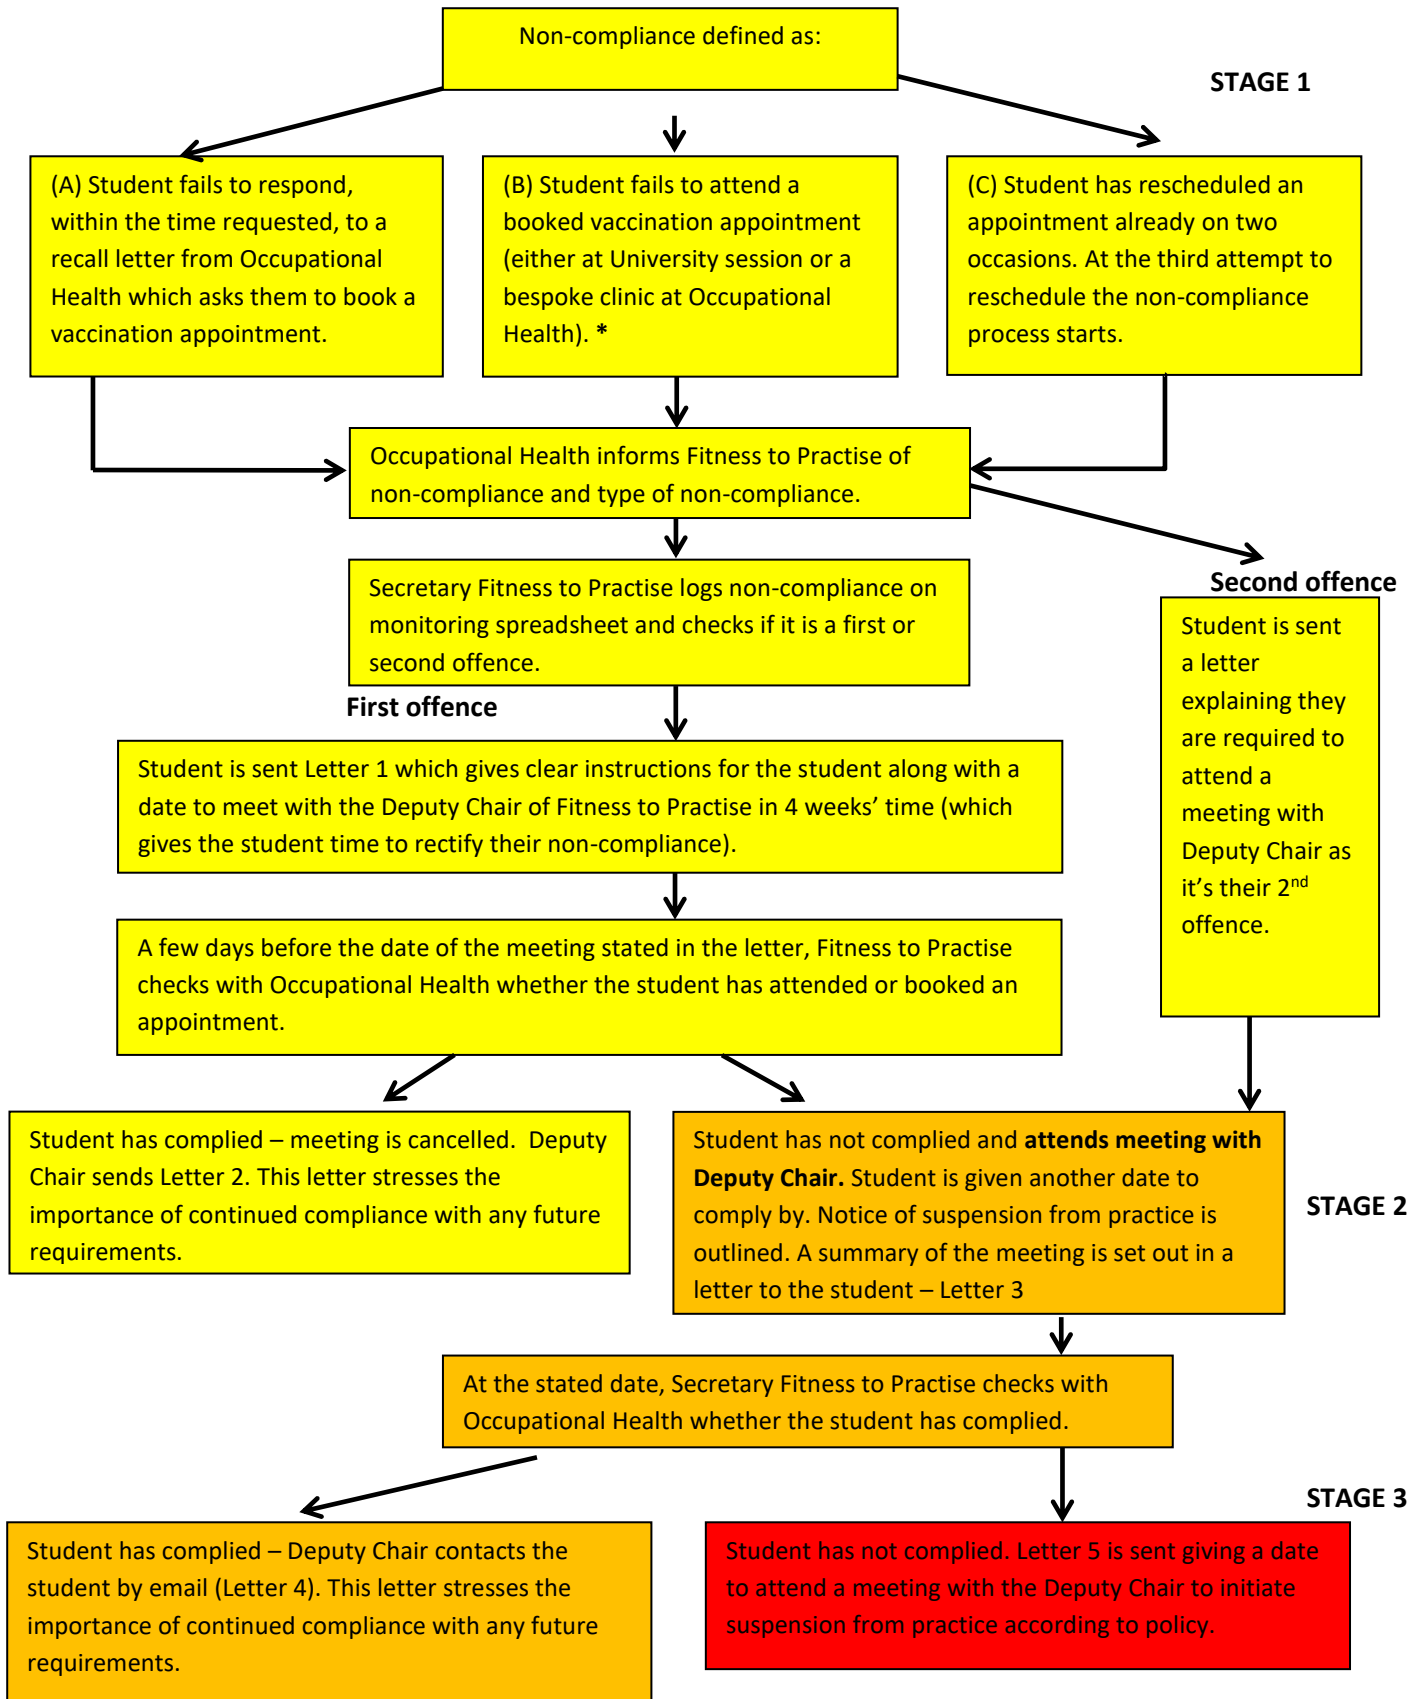 Non-compliance defined as:
STAGE 1
(A) Student fails to respond,
within the time requested, to a
recall letter from Occupational
Health which asks them to book a
vaccination appointment.
(B) Student fails to attend a
booked vaccination appointment
(either at University session or a
bespoke clinic at Occupational
Health). *
(C) Student has rescheduled an
appointment already on two
occasions. At the third attempt to
reschedule the non-compliance
process starts.
Occupational Health informs Fitness to Practise of
non-compliance and type of non-compliance.
Secretary Fitness to Practise logs non-compliance on
monitoring spreadsheet and checks if it is a first or
second offence.
Second offence
Student is sent
a letter
explaining they
are required to
attend a
meeting with
Deputy Chair as
it’s their 2nd
offence.
First offence
Student is sent Letter 1 which gives clear instructions for the student along with a
date to meet with the Deputy Chair of Fitness to Practise in 4 weeks’ time (which
gives the student time to rectify their non-compliance).
A few days before the date of the meeting stated in the letter, Fitness to Practise
checks with Occupational Health whether the student has attended or booked an
appointment.
Student has complied – meeting is cancelled.  Deputy
Chair sends Letter 2. This letter stresses the
importance of continued compliance with any future
requirements.
Student has not complied and attends meeting with
Deputy Chair. Student is given another date to
comply by. Notice of suspension from practice is
outlined. A summary of the meeting is set out in a
letter to the student – Letter 3
STAGE 2
At the stated date, Secretary Fitness to Practise checks with
Occupational Health whether the student has complied.
STAGE 3
Student has complied – Deputy Chair contacts the
student by email (Letter 4). This letter stresses the
importance of continued compliance with any future
requirements.
Student has not complied. Letter 5 is sent giving a date
to attend a meeting with the Deputy Chair to initiate
suspension from practice according to policy.